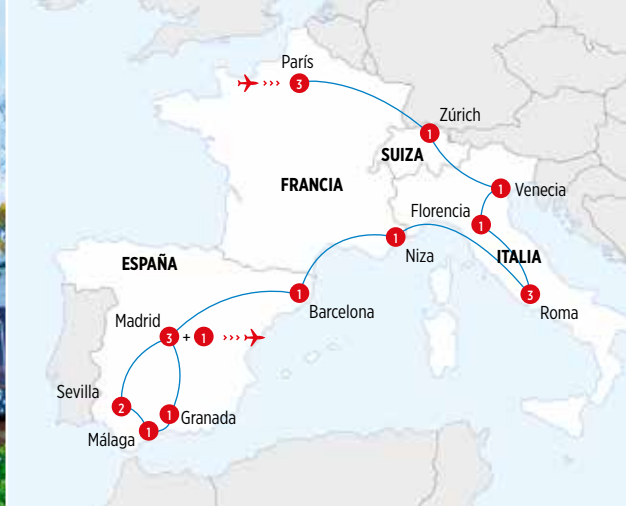 París
3
Zúrich
1
SUIZA
FRANCIA
1
Venecia
Florencia
1
ITALIA
1
Niza
ESPAÑA
3
Roma
1
Barcelona
Madrid
3 + 1
Sevilla
2
1
Granada
1
Málaga